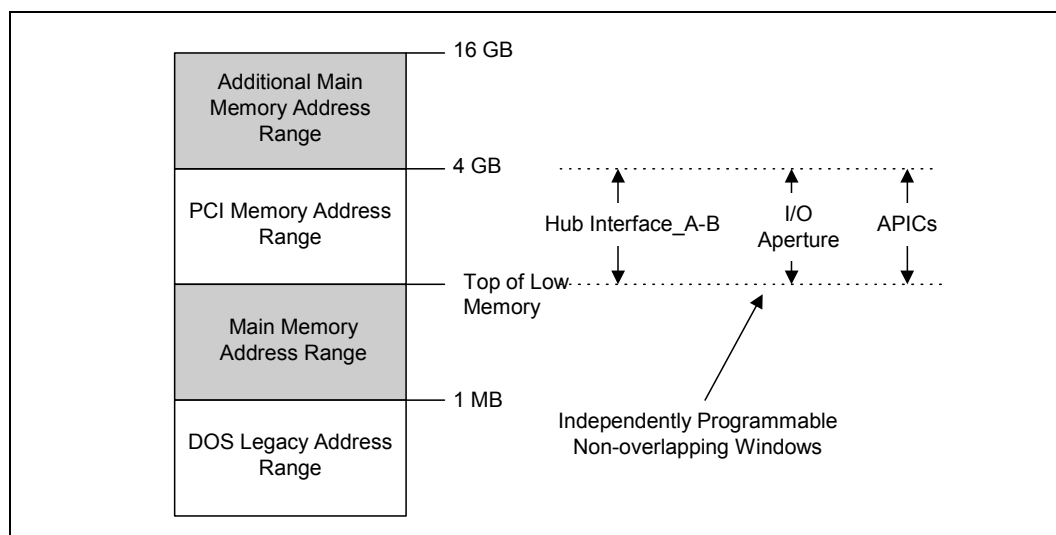 16 GB
Additional Main
Memory Address
Range
4 GB
PCI Memory Address
Range
Hub Interface_A-B
I/O
Aperture
APICs
Top of Low
Memory
Main Memory
Address Range
1 MB
Independently Programmable
Non-overlapping Windows
DOS Legacy Address
Range